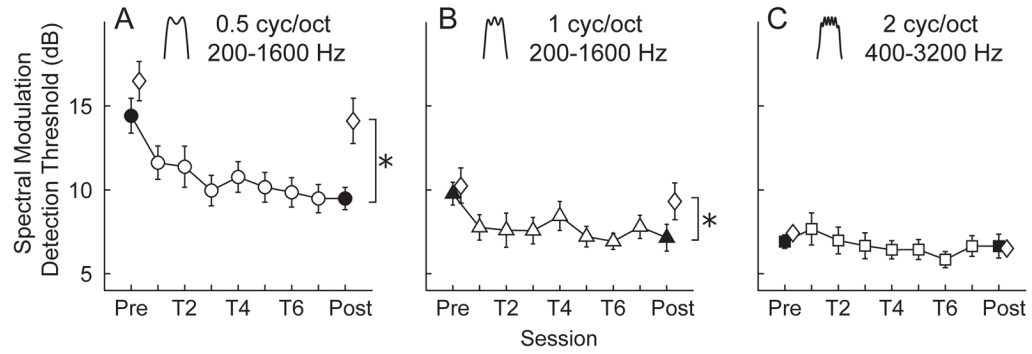 A
0.5 cyc/oct
200-1600 Hz
B
1 cyc/oct
200-1600 Hz
C
2 cyc/oct
400-3200 Hz
Spectral Modulation
Detection Threshold (dB)
15
10
5
*
*
Pre T2 T4 T6 Post
Pre T2 T4 T6 Post
Pre T2 T4 T6 Post
Session